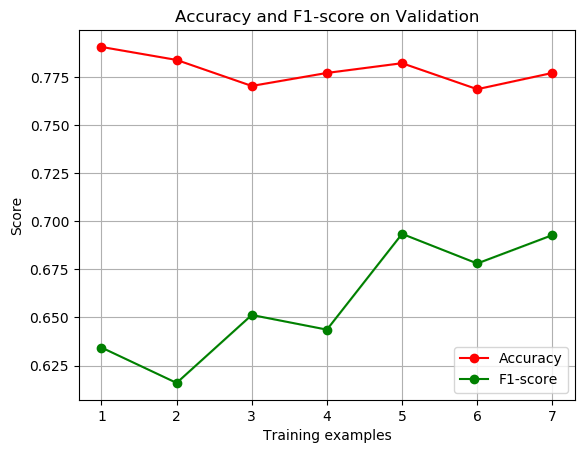 Accuracy and F1-score on Validation
Score
0.775
0.750
0.725
0.700
0.675
0.650
0.625
Accuracy
F1-score
1 2 3 4 5 6 7
Training examples